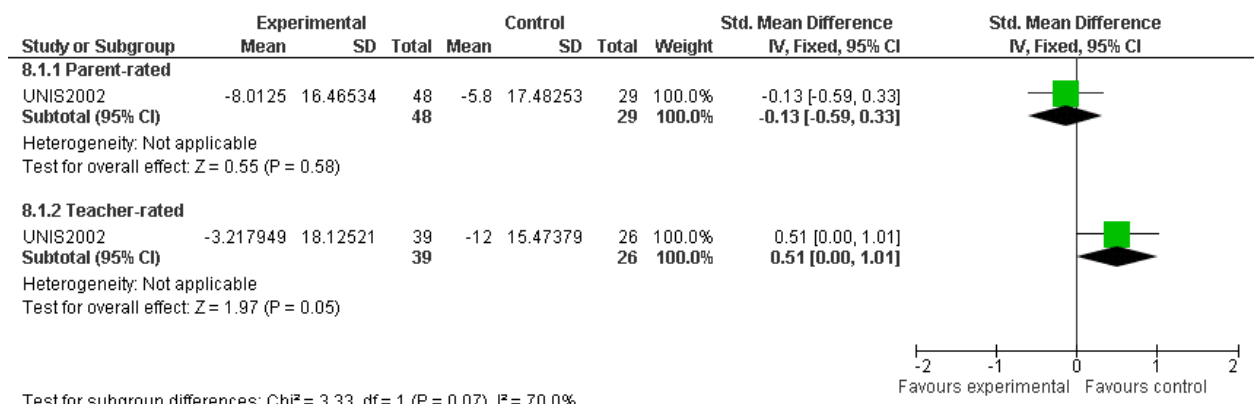 Experimental Control Std. Mean Difference Std. Mean Difference
Study or Subgroup Mean SD Total Mean SD Total Weight IV, Fixed, 95% CI IV, Fixed, 95% CI
8.1.1 Parent-rated
UNIS2002 -8.0125 16.46534 48 -5.8 17.48253 29 100.0% -0.13 [-0.59, 0.33]
Subtotal (95% CI) 48 29 100.0% -0.13 [-0.59, 0.33]
Heterogeneity: Not applicable
Test for overall effect: Z = 0.55 (P = 0.58)
8.1.2 Teacher-rated
UNIS2002 -3.217949 18.12521 39 -12 15.47379 26 100.0% 0.51 [0.00, 1.01]
Subtotal (95% CI) 39 26 100.0% 0.51 [0.00, 1.01]
Heterogeneity: Not applicable
Test for overall effect: Z = 1.97 (P = 0.05)
-2 -1 0 1 2
Favours experimental Favours control
Test for subgroup differences: Chi² = 3.33, df = 1 (P = 0.07), I² = 70.0%